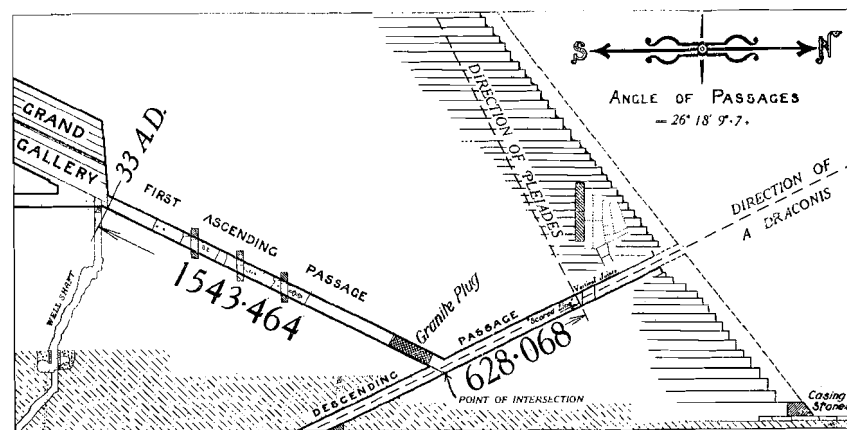 S N
ANGLE OF PASSAGES
= 26° 18' 9"·7.
GRAND
GALLERY
33 A.D.
FIRST ASCENDING PASSAGE
1543·464
WELL SHAFT
Granite Plug
DESCENDING PASSAGE
628·068
"Scored Line"
Vertical Joints
POINT OF INTERSECTION
DIRECTION OF PLEIADES
DIRECTION OF
A DRACONIS
Casing
Stones